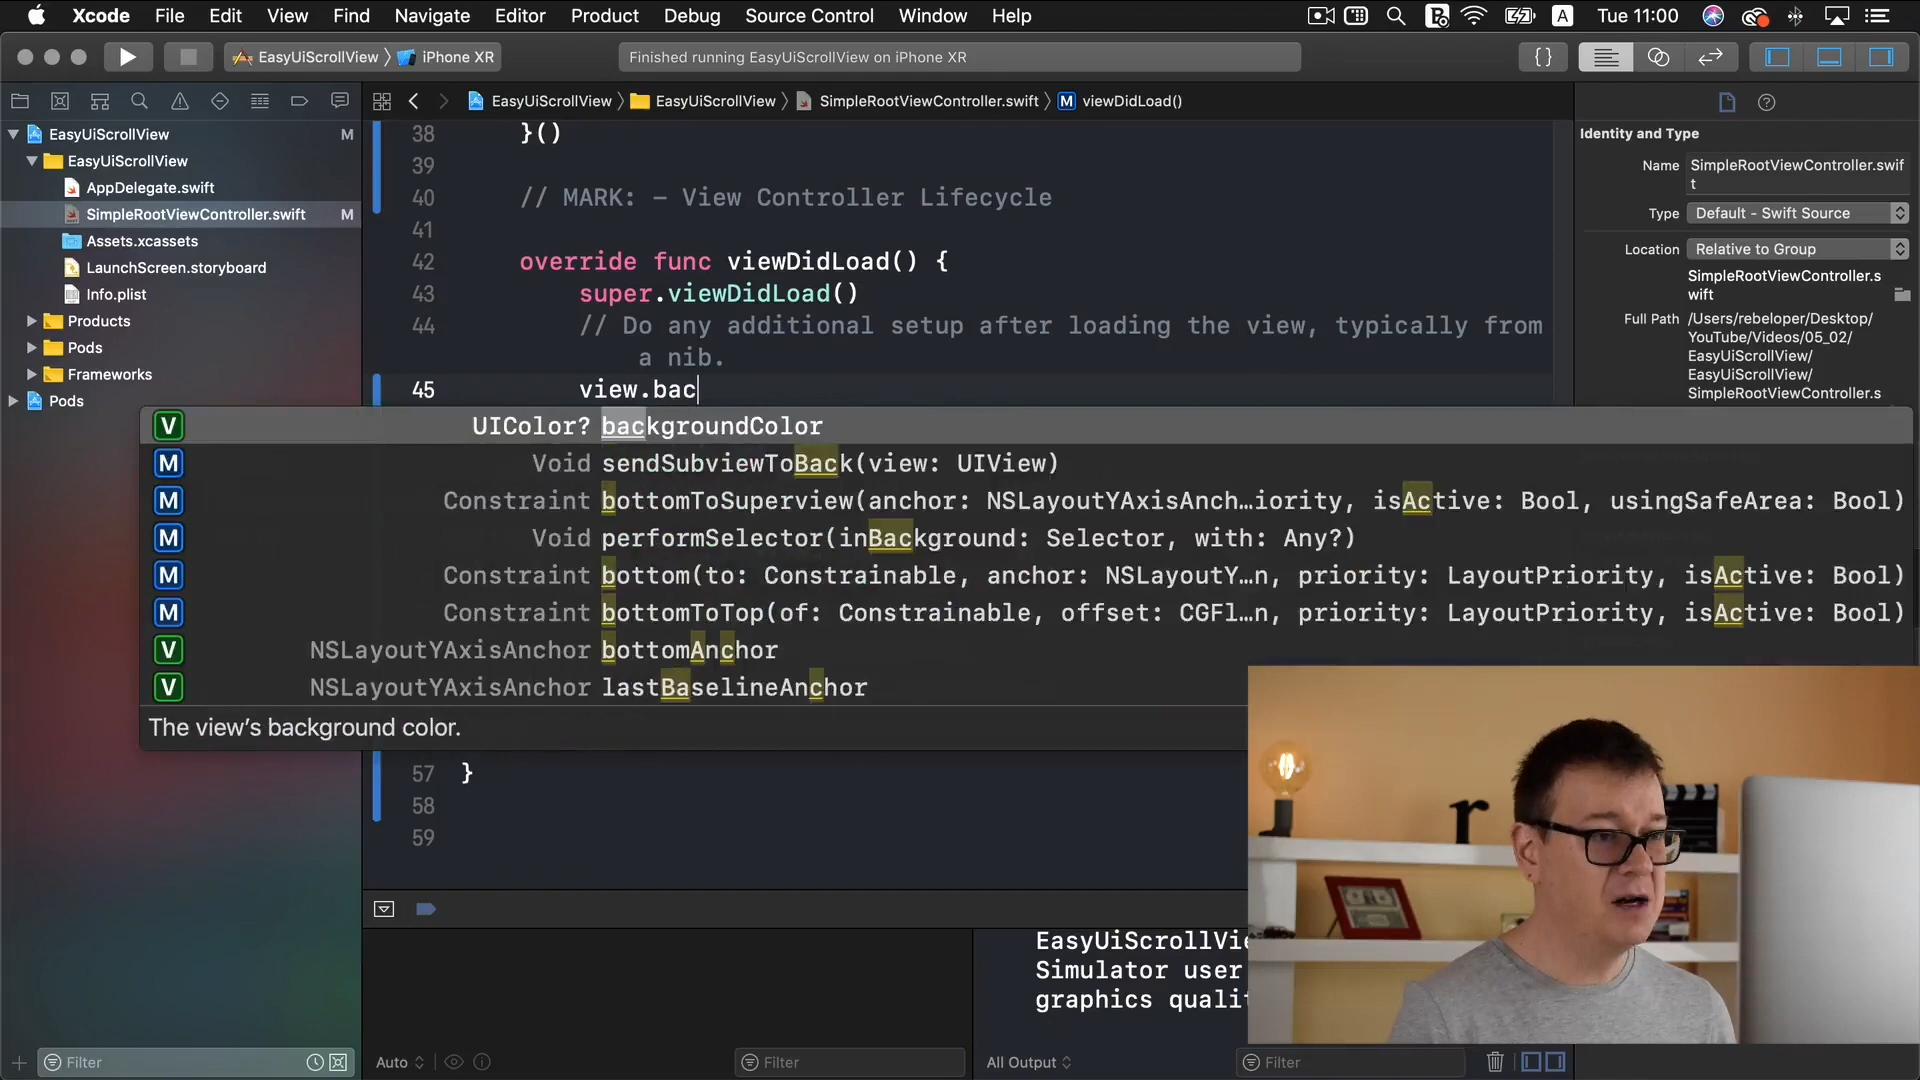 Xcode File Edit View Find Navigate Editor Product Debug Source Control Window Help A Tue 11:00
EasyUiScrollView 〉 iPhone XR
Finished running EasyUiScrollView on iPhone XR
{}
EasyUiScrollView 〉 EasyUiScrollView 〉 SimpleRootViewController.swift 〉 M viewDidLoad()
EasyUiScrollView M
EasyUiScrollView
AppDelegate.swift
SimpleRootViewController.swift M
Assets.xcassets
LaunchScreen.storyboard
Info.plist
Products
Pods
Frameworks
Pods
38 }()
39
40 // MARK: – View Controller Lifecycle
41
42 override func viewDidLoad() {
43 super.viewDidLoad()
44 // Do any additional setup after loading the view, typically from
a nib.
45 view.bac
V UIColor? backgroundColor
M Void sendSubviewToBack(view: UIView)
M Constraint bottomToSuperview(anchor: NSLayoutYAxisAnch…iority, isActive: Bool, usingSafeArea: Bool)
M Void performSelector(inBackground: Selector, with: Any?)
M Constraint bottom(to: Constrainable, anchor: NSLayoutY…n, priority: LayoutPriority, isActive: Bool)
M Constraint bottomToTop(of: Constrainable, offset: CGFl…n, priority: LayoutPriority, isActive: Bool)
V NSLayoutYAxisAnchor bottomAnchor
V NSLayoutYAxisAnchor lastBaselineAnchor
The view’s background color.
57 }
58
59
Identity and Type
Name SimpleRootViewController.swif
t
Type Default - Swift Source
Location Relative to Group
SimpleRootViewController.s
wift
Full Path /Users/rebeloper/Desktop/
YouTube/Videos/05_02/
EasyUiScrollView/
EasyUiScrollView/
SimpleRootViewController.s
EasyUiScrollVie
Simulator user
graphics qualit
r
Filter
Auto
Filter
All Output
Filter